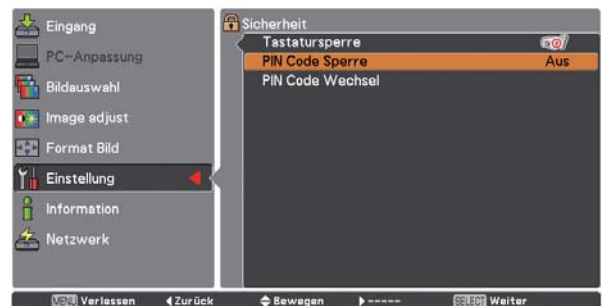 Eingang
PC-Anpassung
Bildauswahl
Image adjust
Format Bild
Einstellung
Information
Netzwerk
Sicherheit
Tastatursperre
PIN Code Sperre Aus
PIN Code Wechsel
MENU Verlassen Zurück Bewegen ----- SELECT Weiter